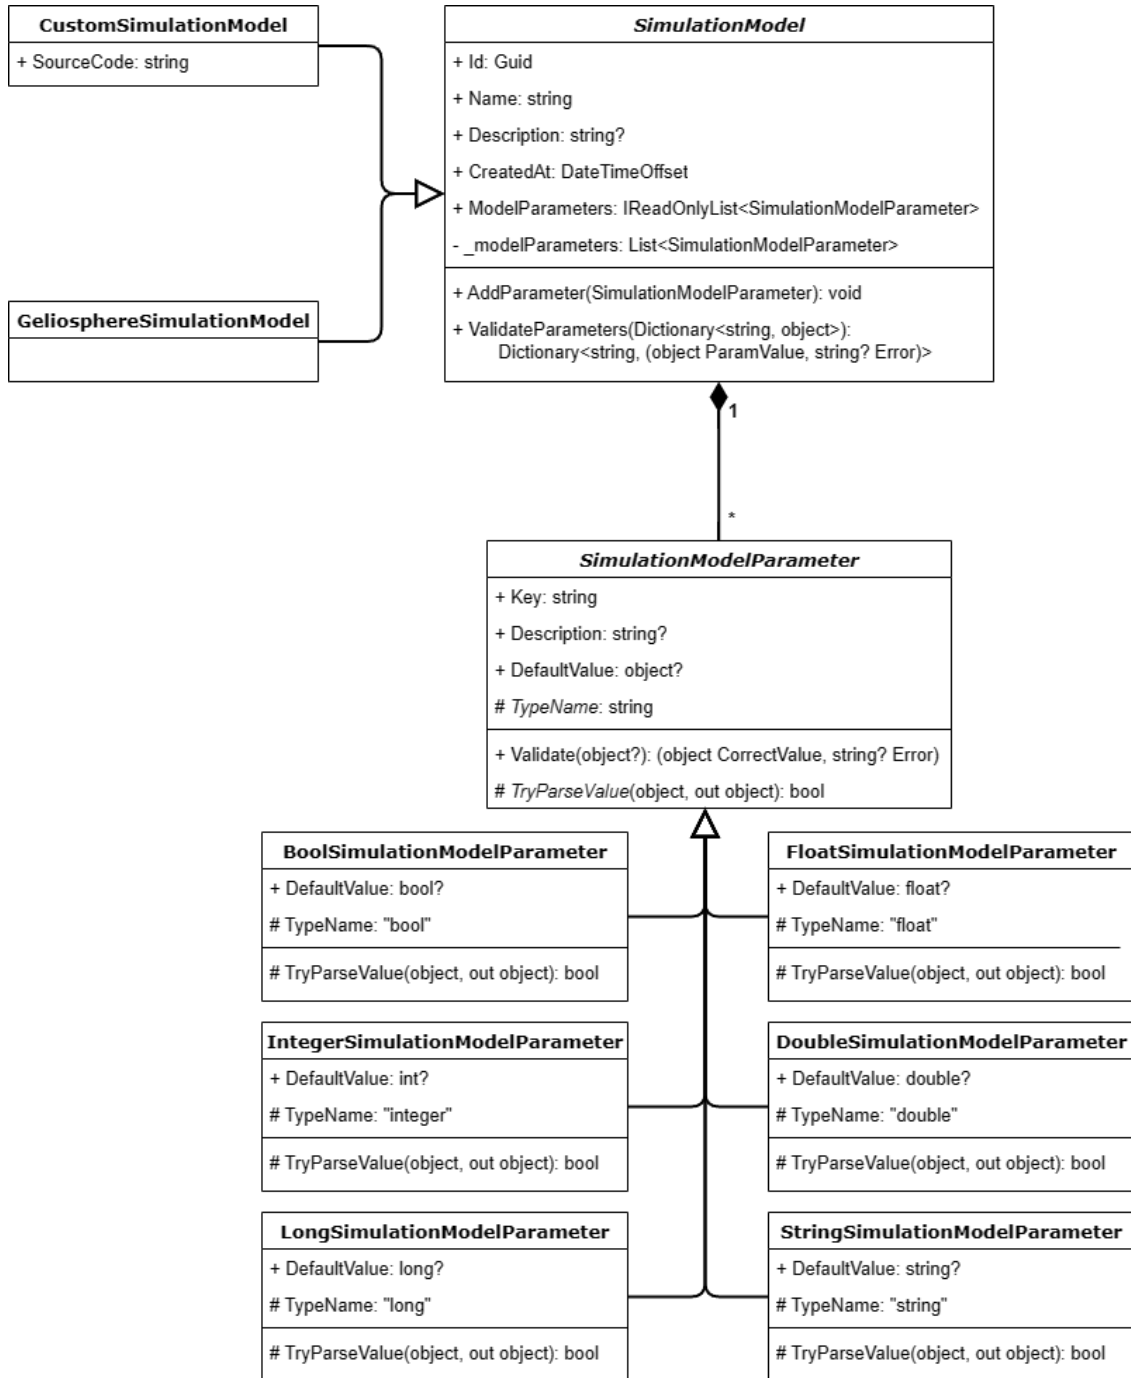 CustomSimulationModel
+ SourceCode: string
GeliosphereSimulationModel
SimulationModel
+ Id: Guid
+ Name: string
+ Description: string?
+ CreatedAt: DateTimeOffset
+ ModelParameters: IReadOnlyList<SimulationModelParameter>
- _modelParameters: List<SimulationModelParameter>
+ AddParameter(SimulationModelParameter): void
+ ValidateParameters(Dictionary<string, object>):
Dictionary<string, (object ParamValue, string? Error)>
1
*
SimulationModelParameter
+ Key: string
+ Description: string?
+ DefaultValue: object?
# TypeName: string
+ Validate(object?): (object CorrectValue, string? Error)
# TryParseValue(object, out object): bool
BoolSimulationModelParameter
+ DefaultValue: bool?
# TypeName: "bool"
# TryParseValue(object, out object): bool
FloatSimulationModelParameter
+ DefaultValue: float?
# TypeName: "float"
# TryParseValue(object, out object): bool
IntegerSimulationModelParameter
+ DefaultValue: int?
# TypeName: "integer"
# TryParseValue(object, out object): bool
DoubleSimulationModelParameter
+ DefaultValue: double?
# TypeName: "double"
# TryParseValue(object, out object): bool
LongSimulationModelParameter
+ DefaultValue: long?
# TypeName: "long"
# TryParseValue(object, out object): bool
StringSimulationModelParameter
+ DefaultValue: string?
# TypeName: "string"
# TryParseValue(object, out object): bool